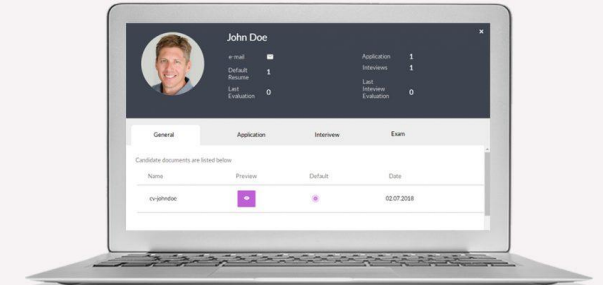 John Doe
×
e-mail
Default Resume 1
Last Evaluation 0
Application 1
Inteviews 1
Last Inteview Evaluation 0
General Application Interivew Exam
Candidate documents are listed below
Name Preview Default Date
cv-johndoe 02.07.2018